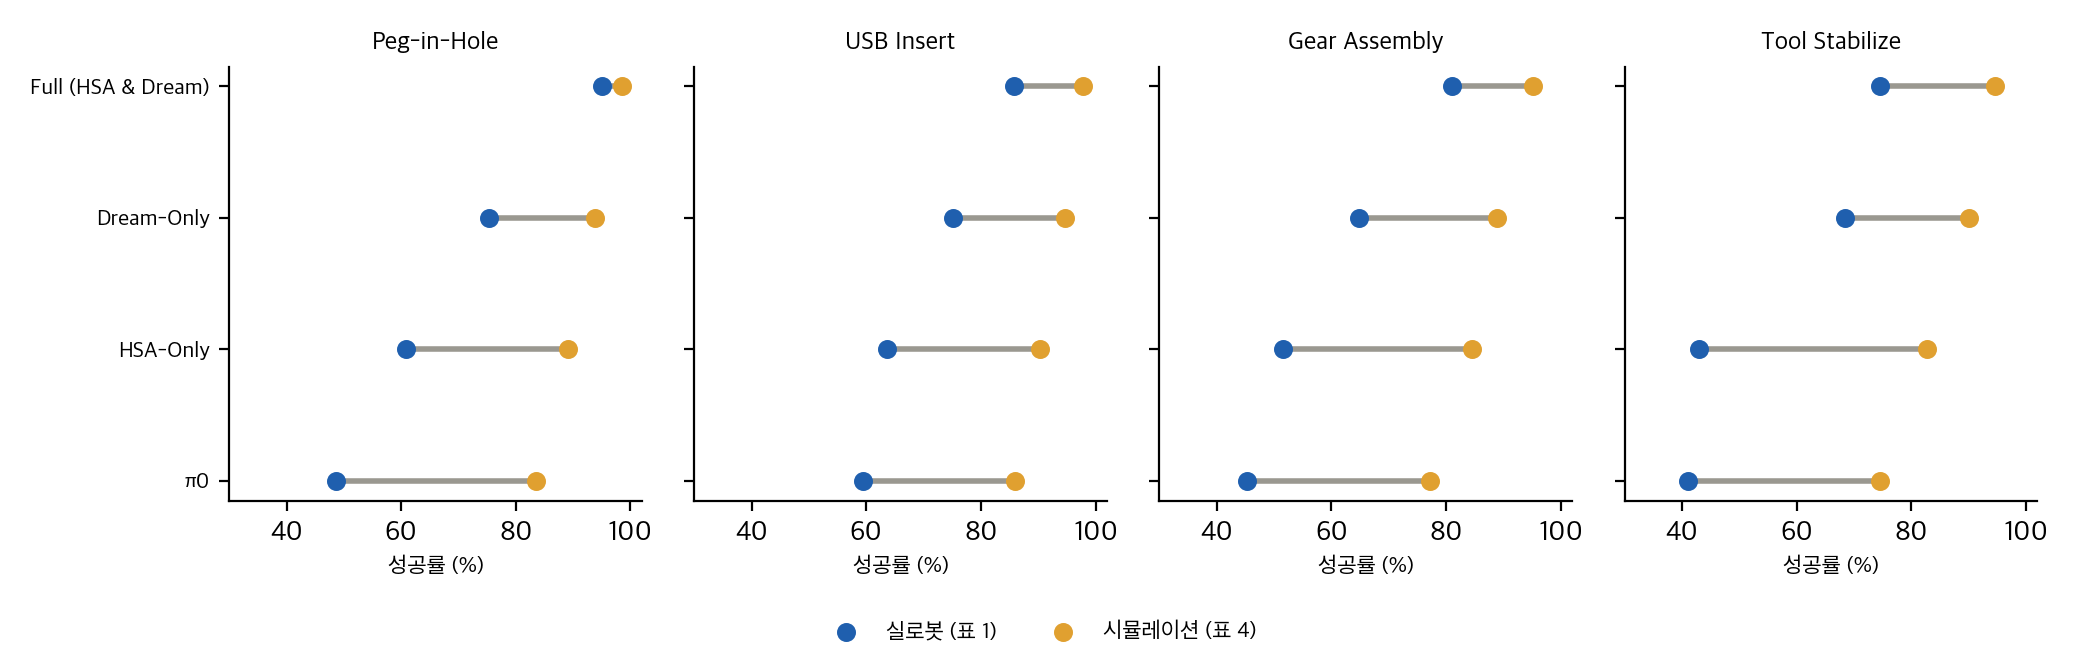 Peg-in-Hole
USB Insert
Gear Assembly
Tool Stabilize
Full (HSA & Dream)
Dream-Only
HSA-Only
π0
40 60 80 100
40 60 80 100
40 60 80 100
40 60 80 100
성공률 (%)
성공률 (%)
성공률 (%)
성공률 (%)
실로봇 (표 1)
시뮬레이션 (표 4)